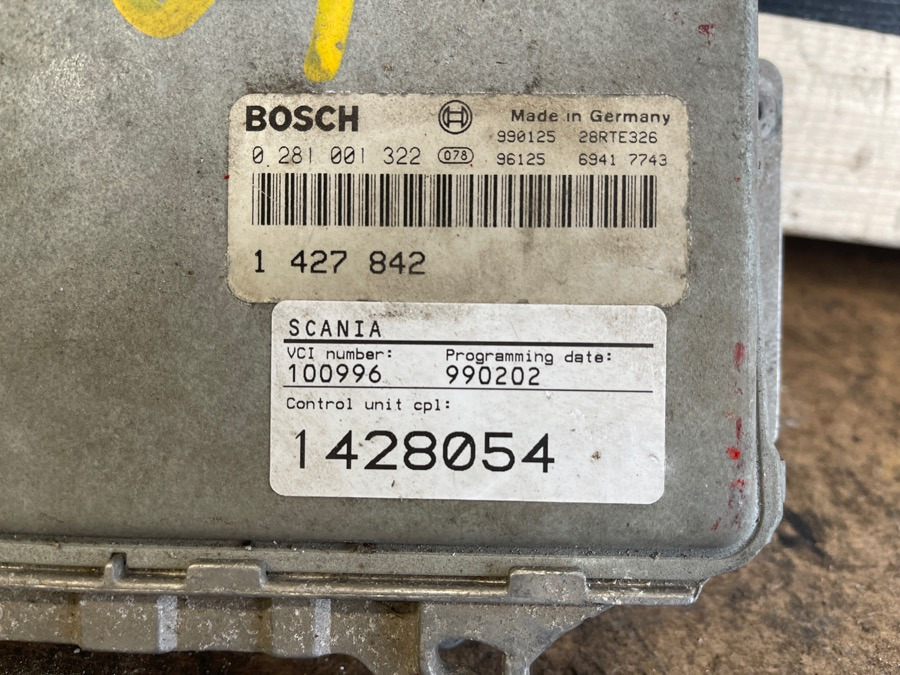 BOSCH
Made in Germany
990125 28RTE326
0 281 001 322 078 96125 6941 7743
1 427 842
SCANIA
VCI number: Programming date:
100996 990202
Control unit cpl:
1428054